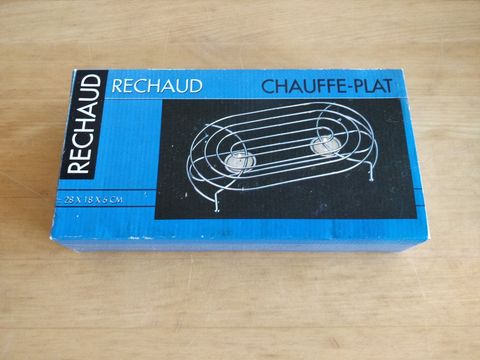 RECHAUD
RECHAUD
CHAUFFE-PLAT
28 X 18 X 6 CM